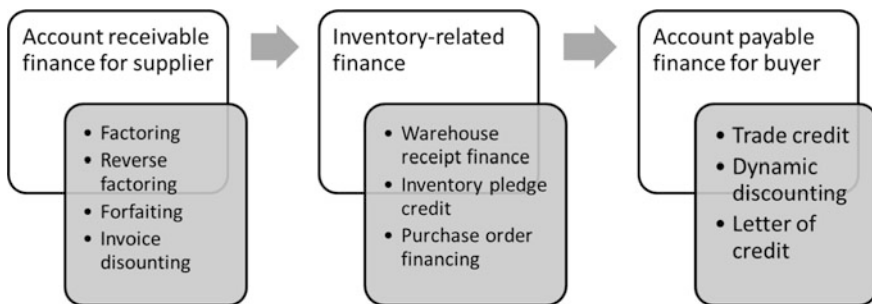 Account receivable
finance for supplier
• Factoring
• Reverse
factoring
• Forfaiting
• Invoice
disounting
Inventory-related
finance
• Warehouse
receipt finance
• Inventory pledge
credit
• Purchase order
financing
Account payable
finance for buyer
• Trade credit
• Dynamic
discounting
• Letter of
credit